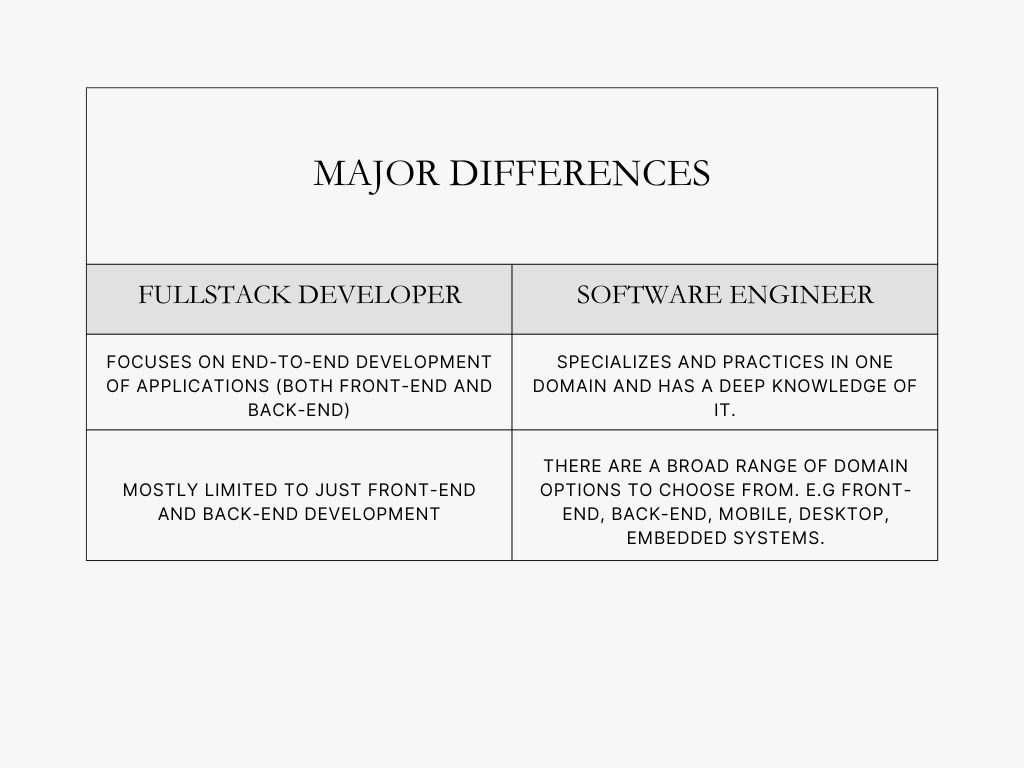 MAJOR DIFFERENCES
FULLSTACK DEVELOPER
SOFTWARE ENGINEER
FOCUSES ON END-TO-END DEVELOPMENT
OF APPLICATIONS (BOTH FRONT-END AND
BACK-END)
SPECIALIZES AND PRACTICES IN ONE
DOMAIN AND HAS A DEEP KNOWLEDGE OF
IT.
MOSTLY LIMITED TO JUST FRONT-END
AND BACK-END DEVELOPMENT
THERE ARE A BROAD RANGE OF DOMAIN
OPTIONS TO CHOOSE FROM. E.G FRONT-
END, BACK-END, MOBILE, DESKTOP,
EMBEDDED SYSTEMS.